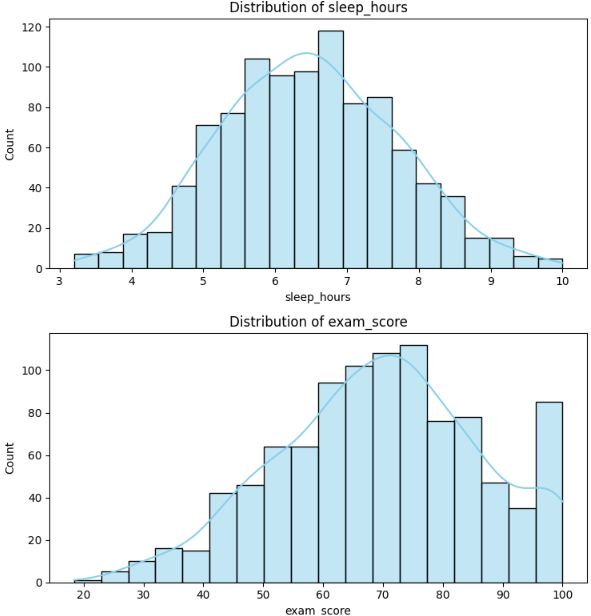 Distribution of sleep_hours
120
100
80
60
40
20
0
Count
3 4 5 6 7 8 9 10
sleep_hours
Distribution of exam_score
100
80
60
40
20
0
Count
20 30 40 50 60 70 80 90 100
exam_score